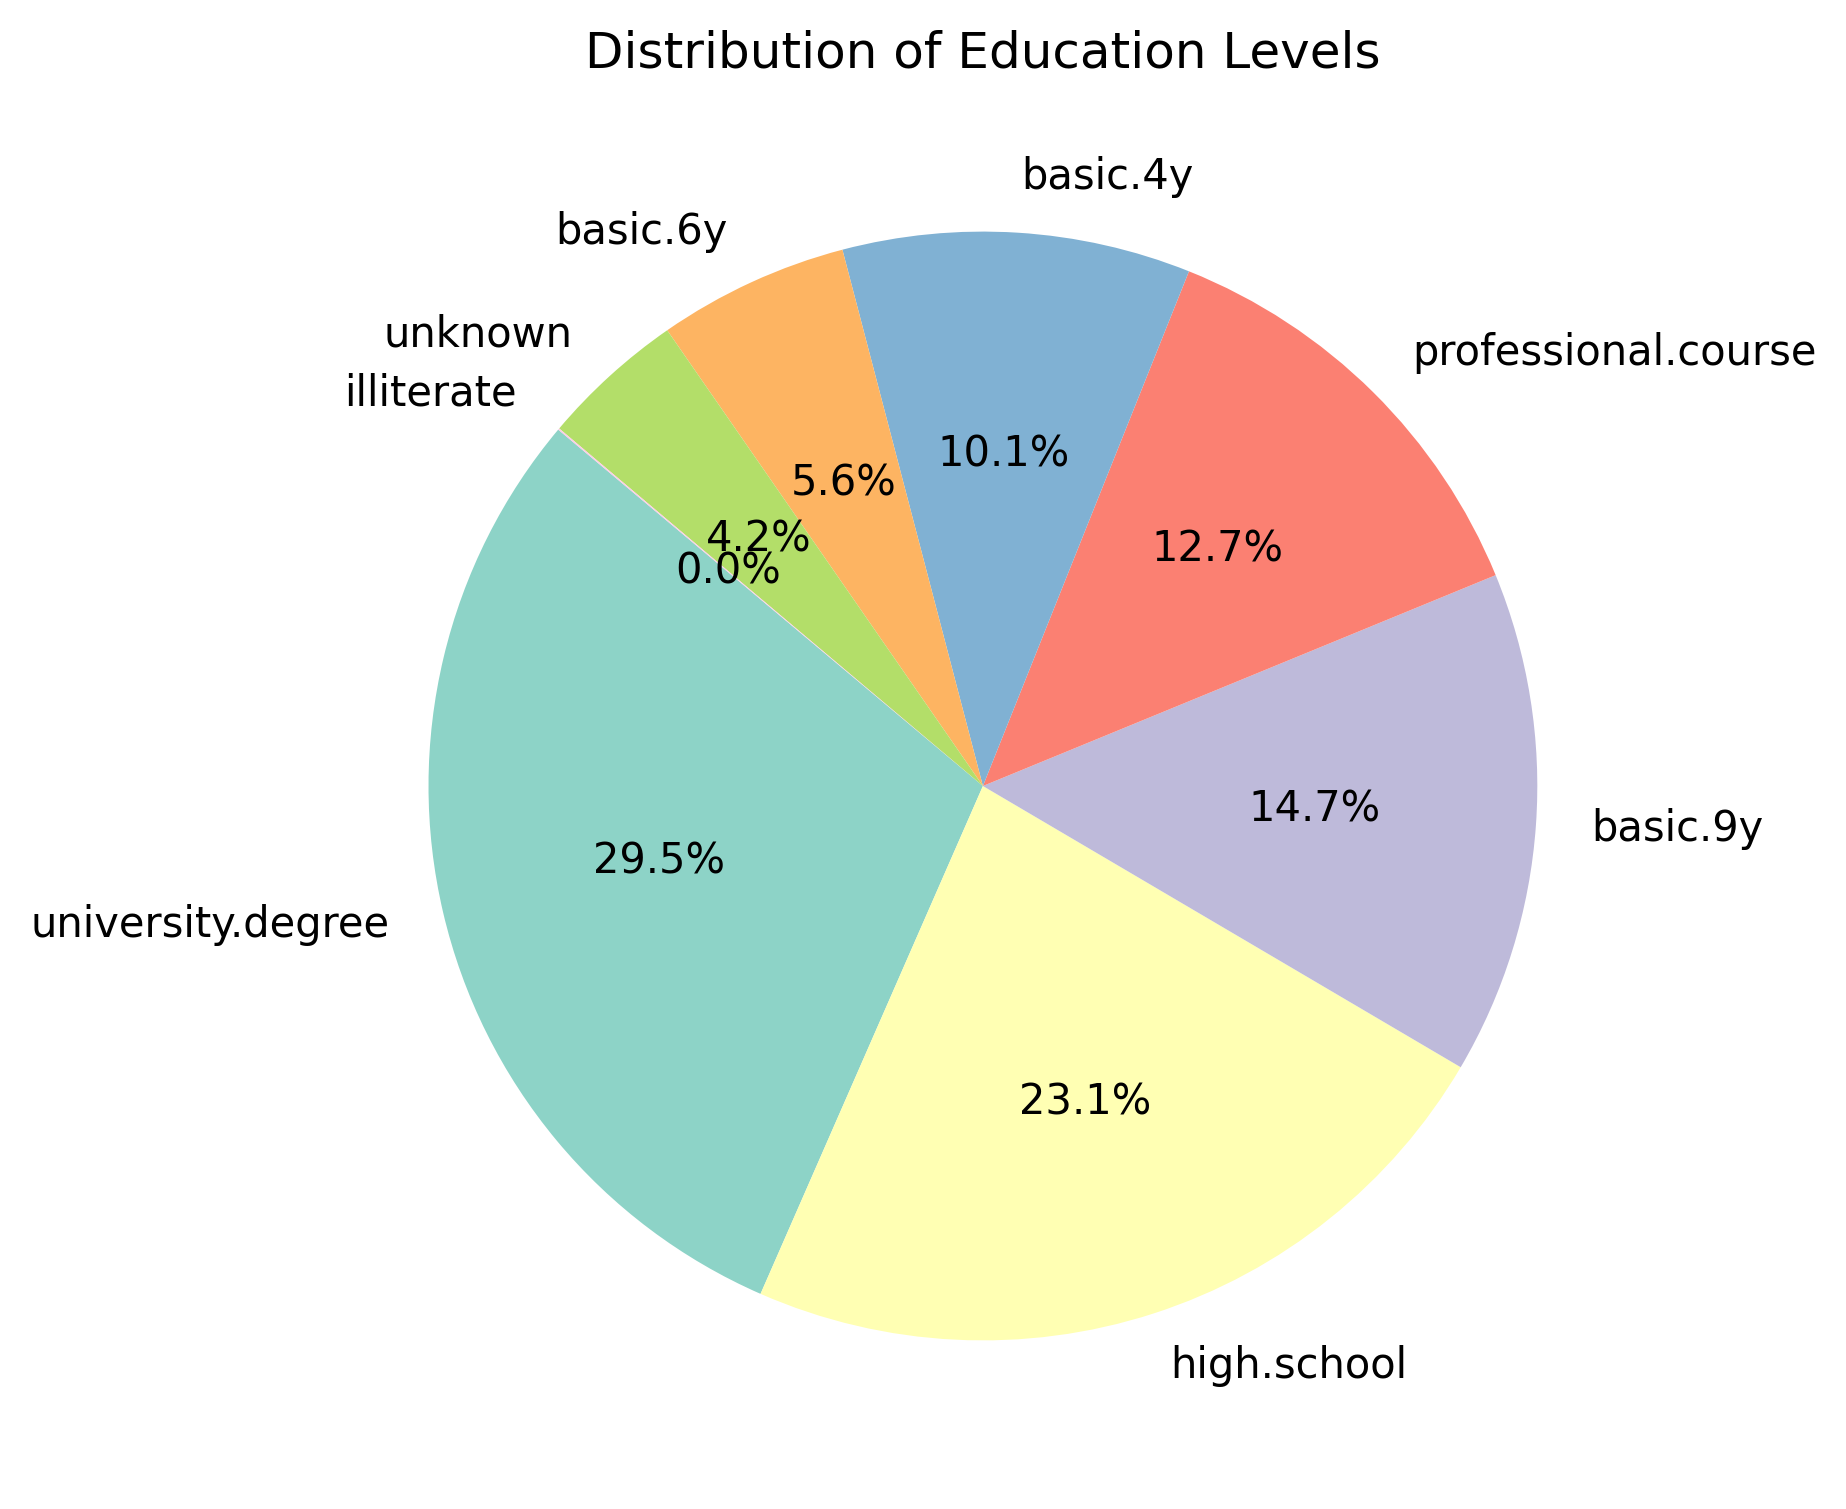 Distribution of Education Levels
basic.4y
basic.6y
unknown
professional.course
illiterate
10.1%
5.6%
4.2%
12.7%
0.0%
14.7%
basic.9y
29.5%
university.degree
23.1%
high.school